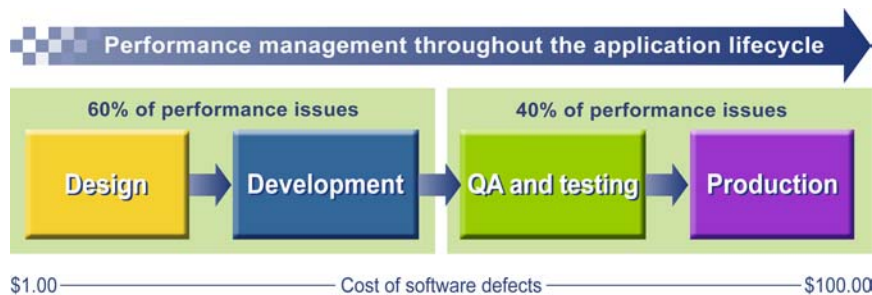 Performance management throughout the application lifecycle
60% of performance issues
40% of performance issues
Design
Development
QA and testing
Production
$1.00
Cost of software defects
$100.00